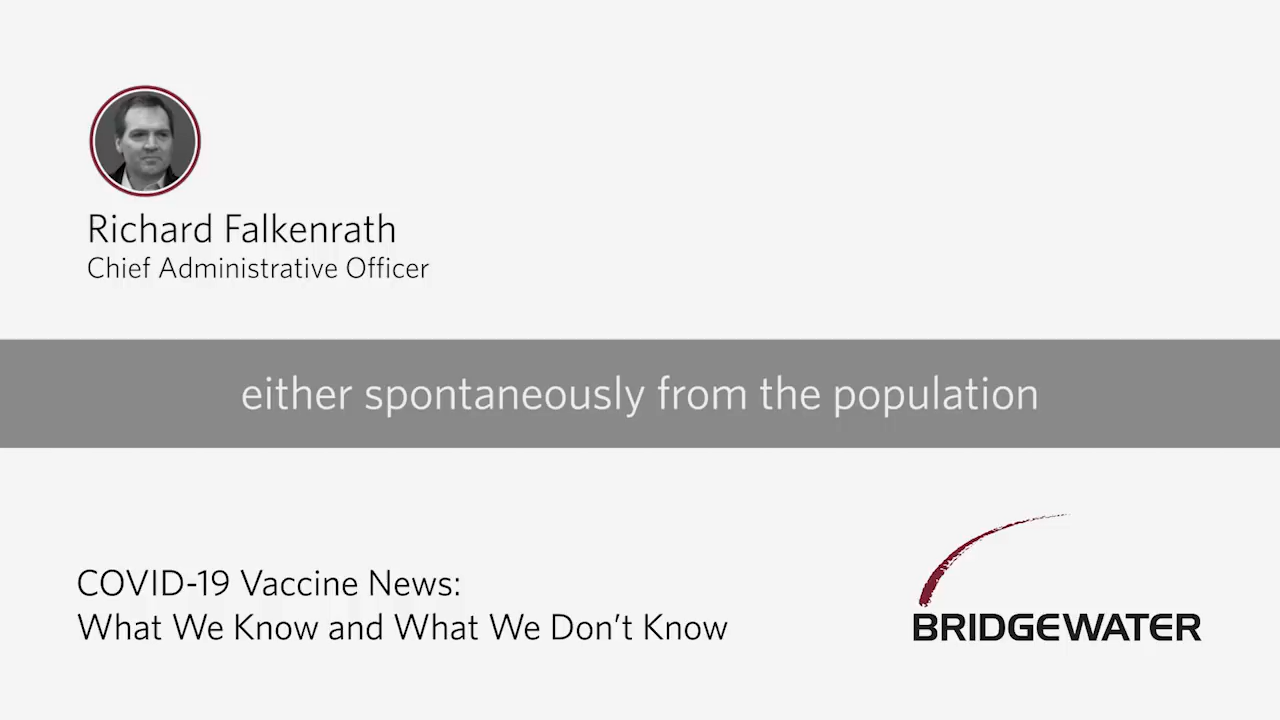 Richard Falkenrath
Chief Administrative Officer
either spontaneously from the population
COVID-19 Vaccine News:
What We Know and What We Don't Know
BRIDGEWATER